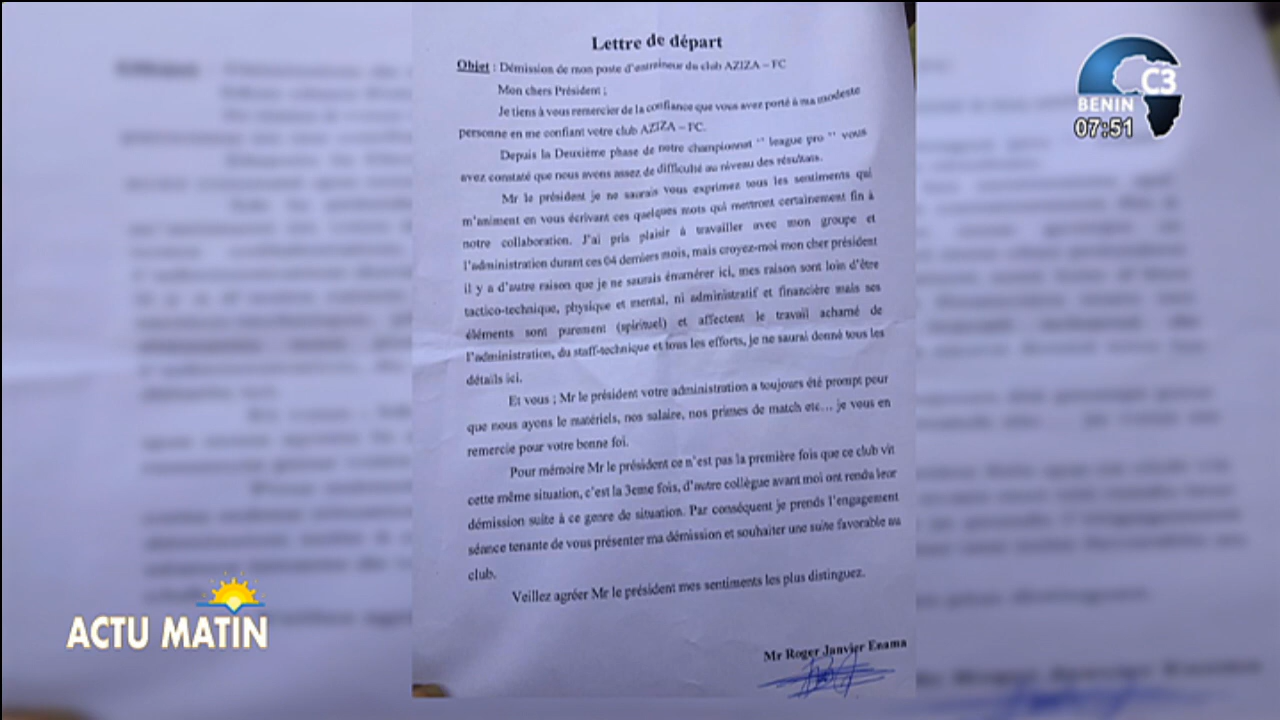 Lettre de départ
Objet : Démission de mon poste d'entraineur du club AZIZA – FC
Mon chers Président ;
Je tiens à vous remercier de la confiance que vous avez porté à ma modeste
personne en me confiant votre club AZIZA – FC.
Depuis la Deuxième phase de notre championnat '' league pro '' vous
avez constaté que nous avons assez de difficulté au niveau des résultats.
Mr le président je ne saurais vous exprimez tous les sentiments qui
m'animent en vous écrivant ces quelques mots qui mettront certainement fin à
notre collaboration. J'ai pris plaisir à travailler avec mon groupe et
l'administration durant ces 04 derniers mois, mais croyez-moi mon cher président
il y a d'autre raison que je ne saurais énumérer ici, mes raison sont loin d'être
tactico-technique, physique et mental, ni administratif et financière mais ses
éléments sont purement (spirituel) et affectent le travail acharné de
l'administration, du staff-technique et tous les efforts, je ne saurai donné tous les
détails ici.
Et vous ; Mr le président votre administration a toujours été prompt pour
que nous ayons le matériels, nos salaire, nos primes de match etc… je vous en
remercie pour votre bonne foi.
Pour mémoire Mr le président ce n'est pas la première fois que ce club vit
cette même situation, c'est la 3eme fois, d'autre collègue avant moi ont rendu leur
démission suite à ce genre de situation. Par conséquent je prends l'engagement
séance tenante de vous présenter ma démission et souhaiter une suite favorable au
club.
Veillez agréer Mr le président mes sentiments les plus distinguez.
Mr Roger Janvier Enama
C3
BENIN
07:51
ACTU MATIN